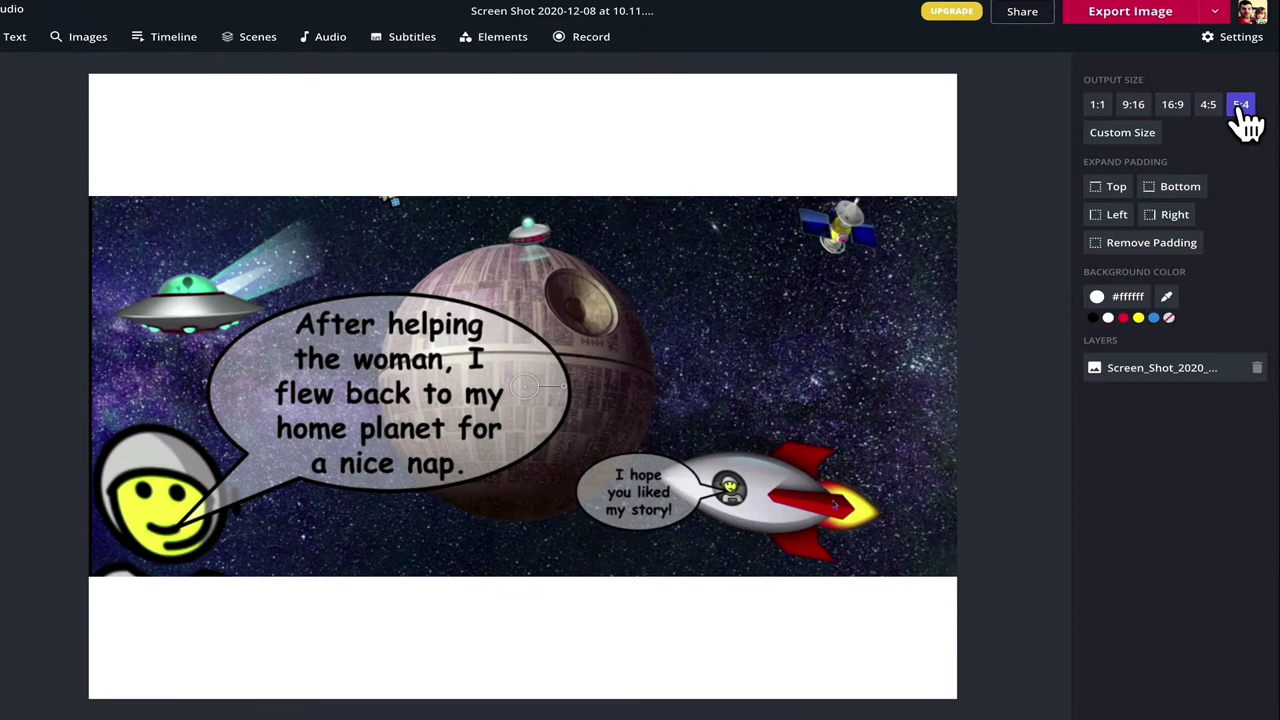 udio
Screen Shot 2020-12-08 at 10.11....
UPGRADE
Share
Export Image
Text
Images
Timeline
Scenes
Audio
Subtitles
Elements
Record
Settings
OUTPUT SIZE
1:1
9:16
16:9
4:5
5:4
Custom Size
EXPAND PADDING
Top
Bottom
Left
Right
Remove Padding
BACKGROUND COLOR
#ffffff
LAYERS
Screen_Shot_2020_...
After helping
the woman, I
flew back to my
home planet for
a nice nap.
I hope
you liked
my story!